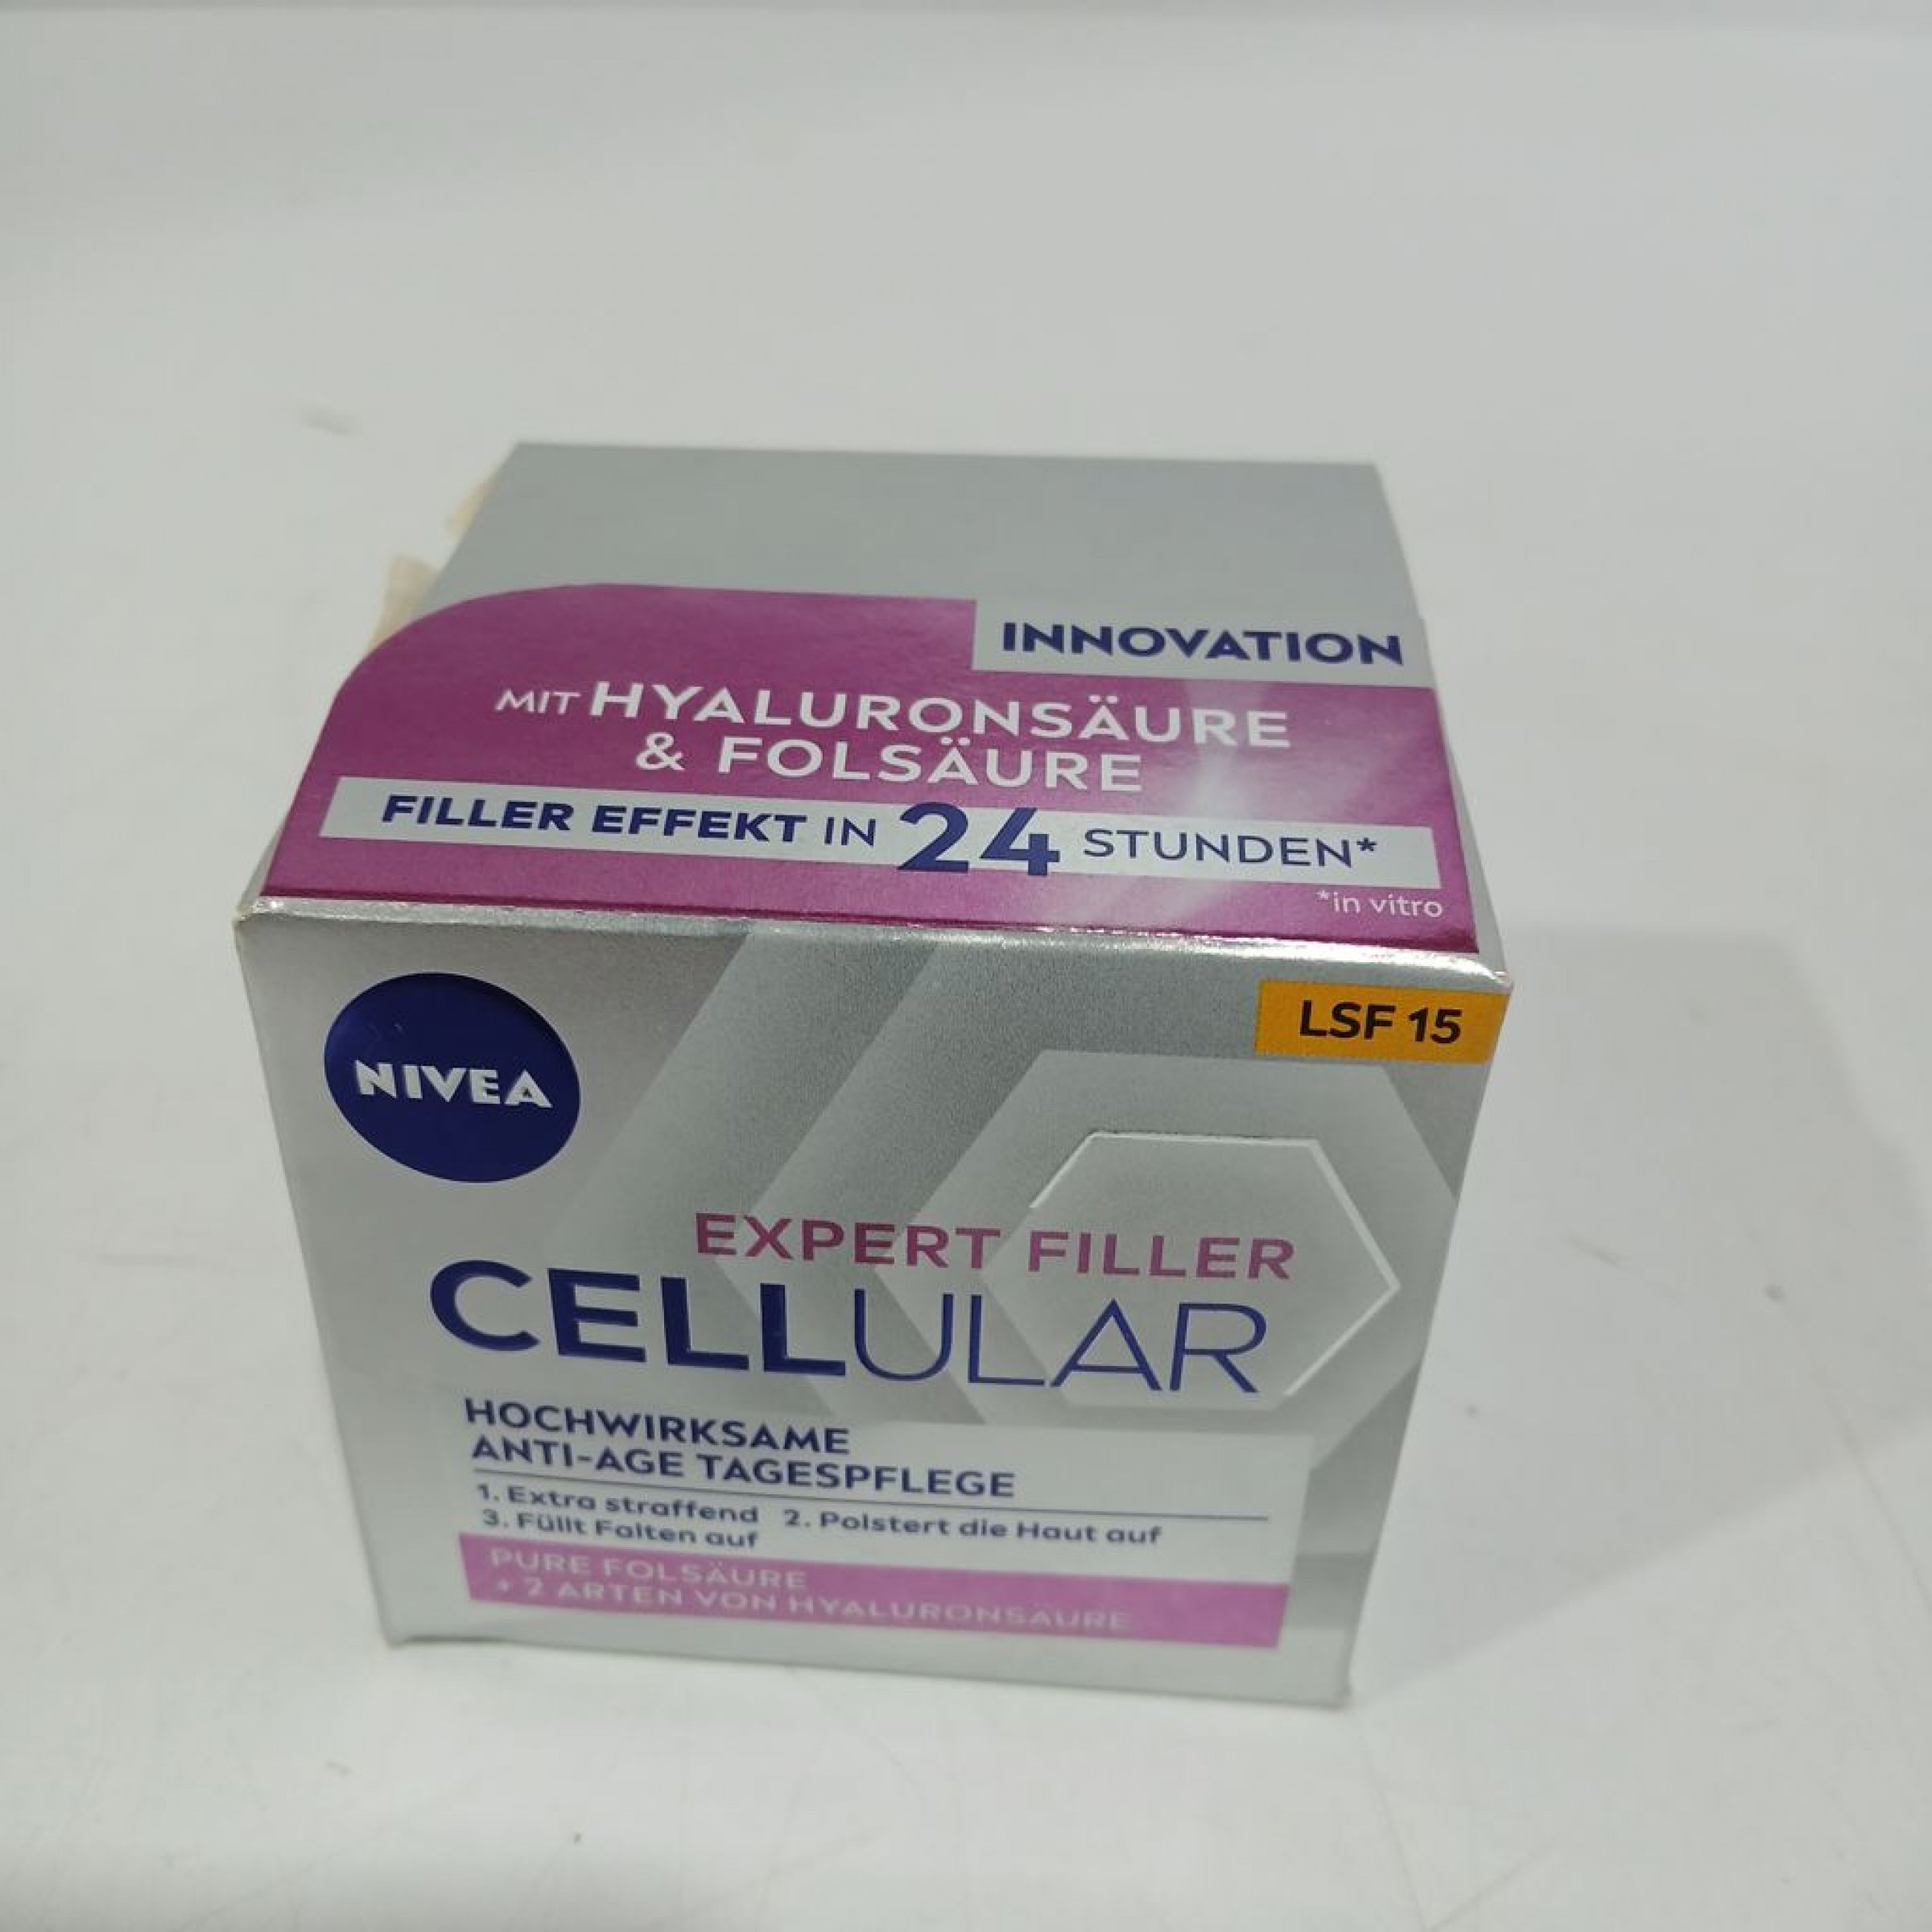 INNOVATION
MIT HYALURONSÄURE
& FOLSÄURE
FILLER EFFEKT IN 24 STUNDEN*
*in vitro
LSF 15
NIVEA
EXPERT FILLER
CELLULAR
HOCHWIRKSAME
ANTI-AGE TAGESPFLEGE
1. Extra straffend 2. Polstert die Haut auf
3. Füllt Falten auf
PURE FOLSÄURE
+ 2 ARTEN VON HYALURONSÄURE